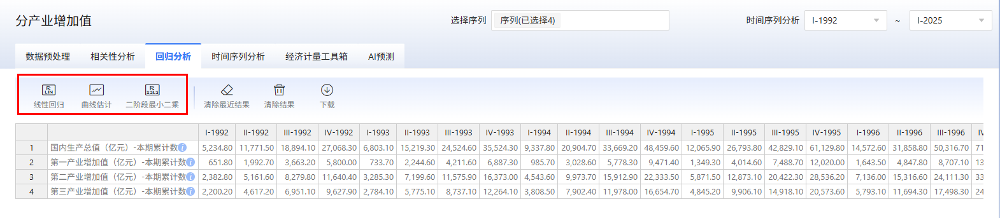 分产业增加值 选择序列 序列(已选择4) 时间序列分析 I-1992 ~ I-2025
数据预处理 相关性分析 回归分析 时间序列分析 经济计量工具箱 AI预测
R LIN R 2SLS
线性回归 曲线估计 二阶段最小二乘 清除最近结果 清除结果 下载
I-1992 II-1992 III-1992 IV-1992 I-1993 II-1993 III-1993 IV-1993 I-1994 II-1994 III-1994 IV-1994 I-1995 II-1995 III-1995 IV-1995 I-1996 II-1996 III-1996 IV
1 国内生产总值（亿元）-本期累计数 i 5,234.80 11,771.50 18,894.10 27,068.30 6,803.10 15,219.30 24,524.60 35,524.30 9,337.80 20,904.70 33,669.20 48,459.60 12,065.90 26,793.80 42,829.10 61,129.80 14,572.60 31,858.80 50,316.70 71
2 第一产业增加值（亿元）-本期累计数 i 651.80 1,992.70 3,663.20 5,800.00 733.70 2,244.60 4,211.60 6,887.30 985.70 3,028.60 5,778.30 9,471.40 1,349.30 4,014.60 7,488.70 12,020.00 1,643.50 4,847.80 8,707.10 13
3 第二产业增加值（亿元）-本期累计数 i 2,382.80 5,161.60 8,279.80 11,640.40 3,285.30 7,199.60 11,575.90 16,373.00 4,543.60 9,973.70 15,912.90 22,333.50 5,871.50 12,873.10 20,422.30 28,536.20 7,136.00 15,316.60 24,111.30 33
4 第三产业增加值（亿元）-本期累计数 i 2,200.20 4,617.20 6,951.10 9,627.90 2,784.10 5,775.10 8,737.10 12,264.10 3,808.50 7,902.40 11,978.00 16,654.70 4,845.20 9,906.10 14,918.10 20,573.60 5,793.10 11,694.30 17,498.30 24